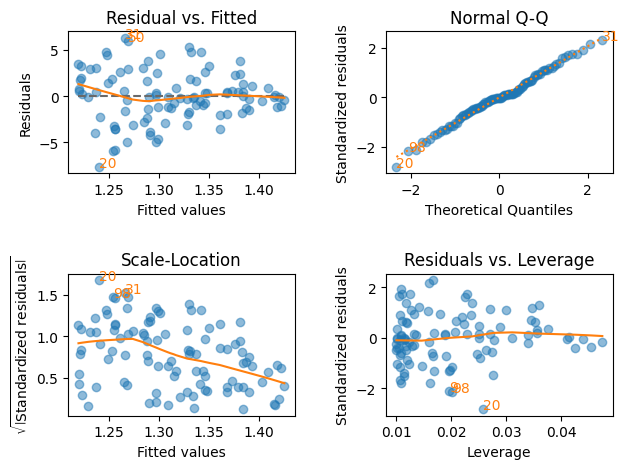 Residual vs. Fitted
Residuals
5
0
−5
1.25
1.30
1.35
1.40
Fitted values
20
Normal Q-Q
Standardized residuals
2
0
−2
−2
0
2
Theoretical Quantiles
31
98
20
Scale-Location
√|Standardized residuals|
1.5
1.0
0.5
1.25
1.30
1.35
1.40
Fitted values
20
31
Residuals vs. Leverage
Standardized residuals
2
0
−2
0.01
0.02
0.03
0.04
Leverage
20